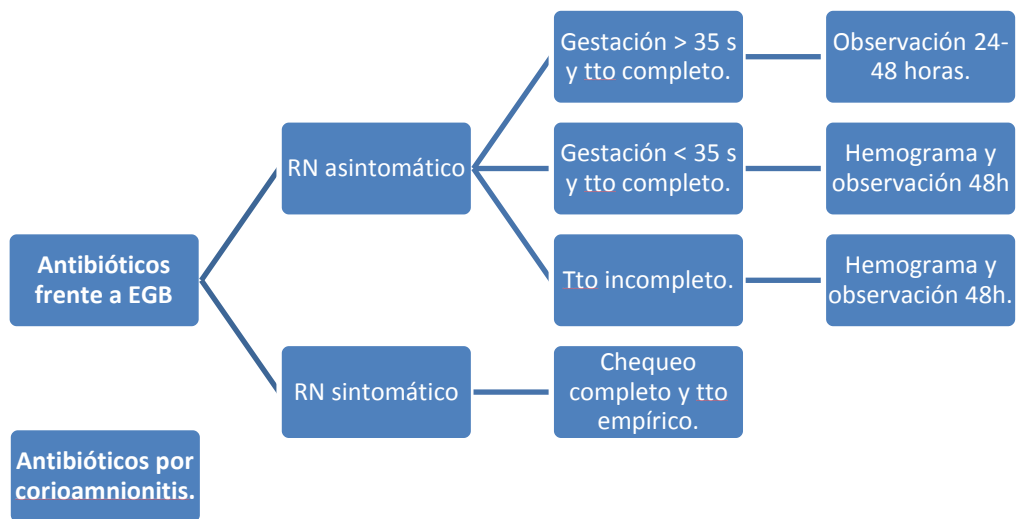 Gestación > 35 s
y tto completo.
Observación 24-
48 horas.
RN asintomático
Gestación < 35 s
y tto completo.
Hemograma y
observación 48h
Antibióticos
frente a EGB
Tto incompleto.
Hemograma y
observación 48h.
RN sintomático
Chequeo
completo y tto
empírico.
Antibióticos por
corioamnionitis.